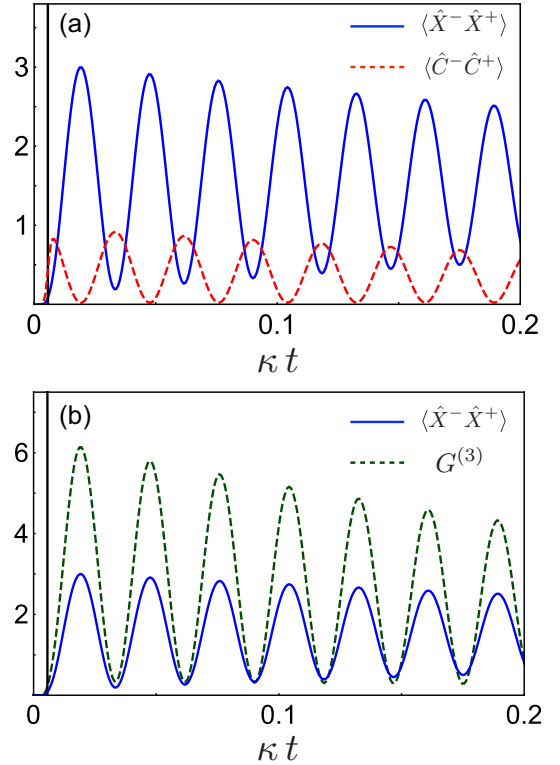 (a)
⟨X̂⁻X̂⁺⟩
⟨Ĉ⁻Ĉ⁺⟩
3
2
1
0 0.1 0.2
κ t
(b)
⟨X̂⁻X̂⁺⟩
G⁽³⁾
6
4
2
0 0.1 0.2
κ t